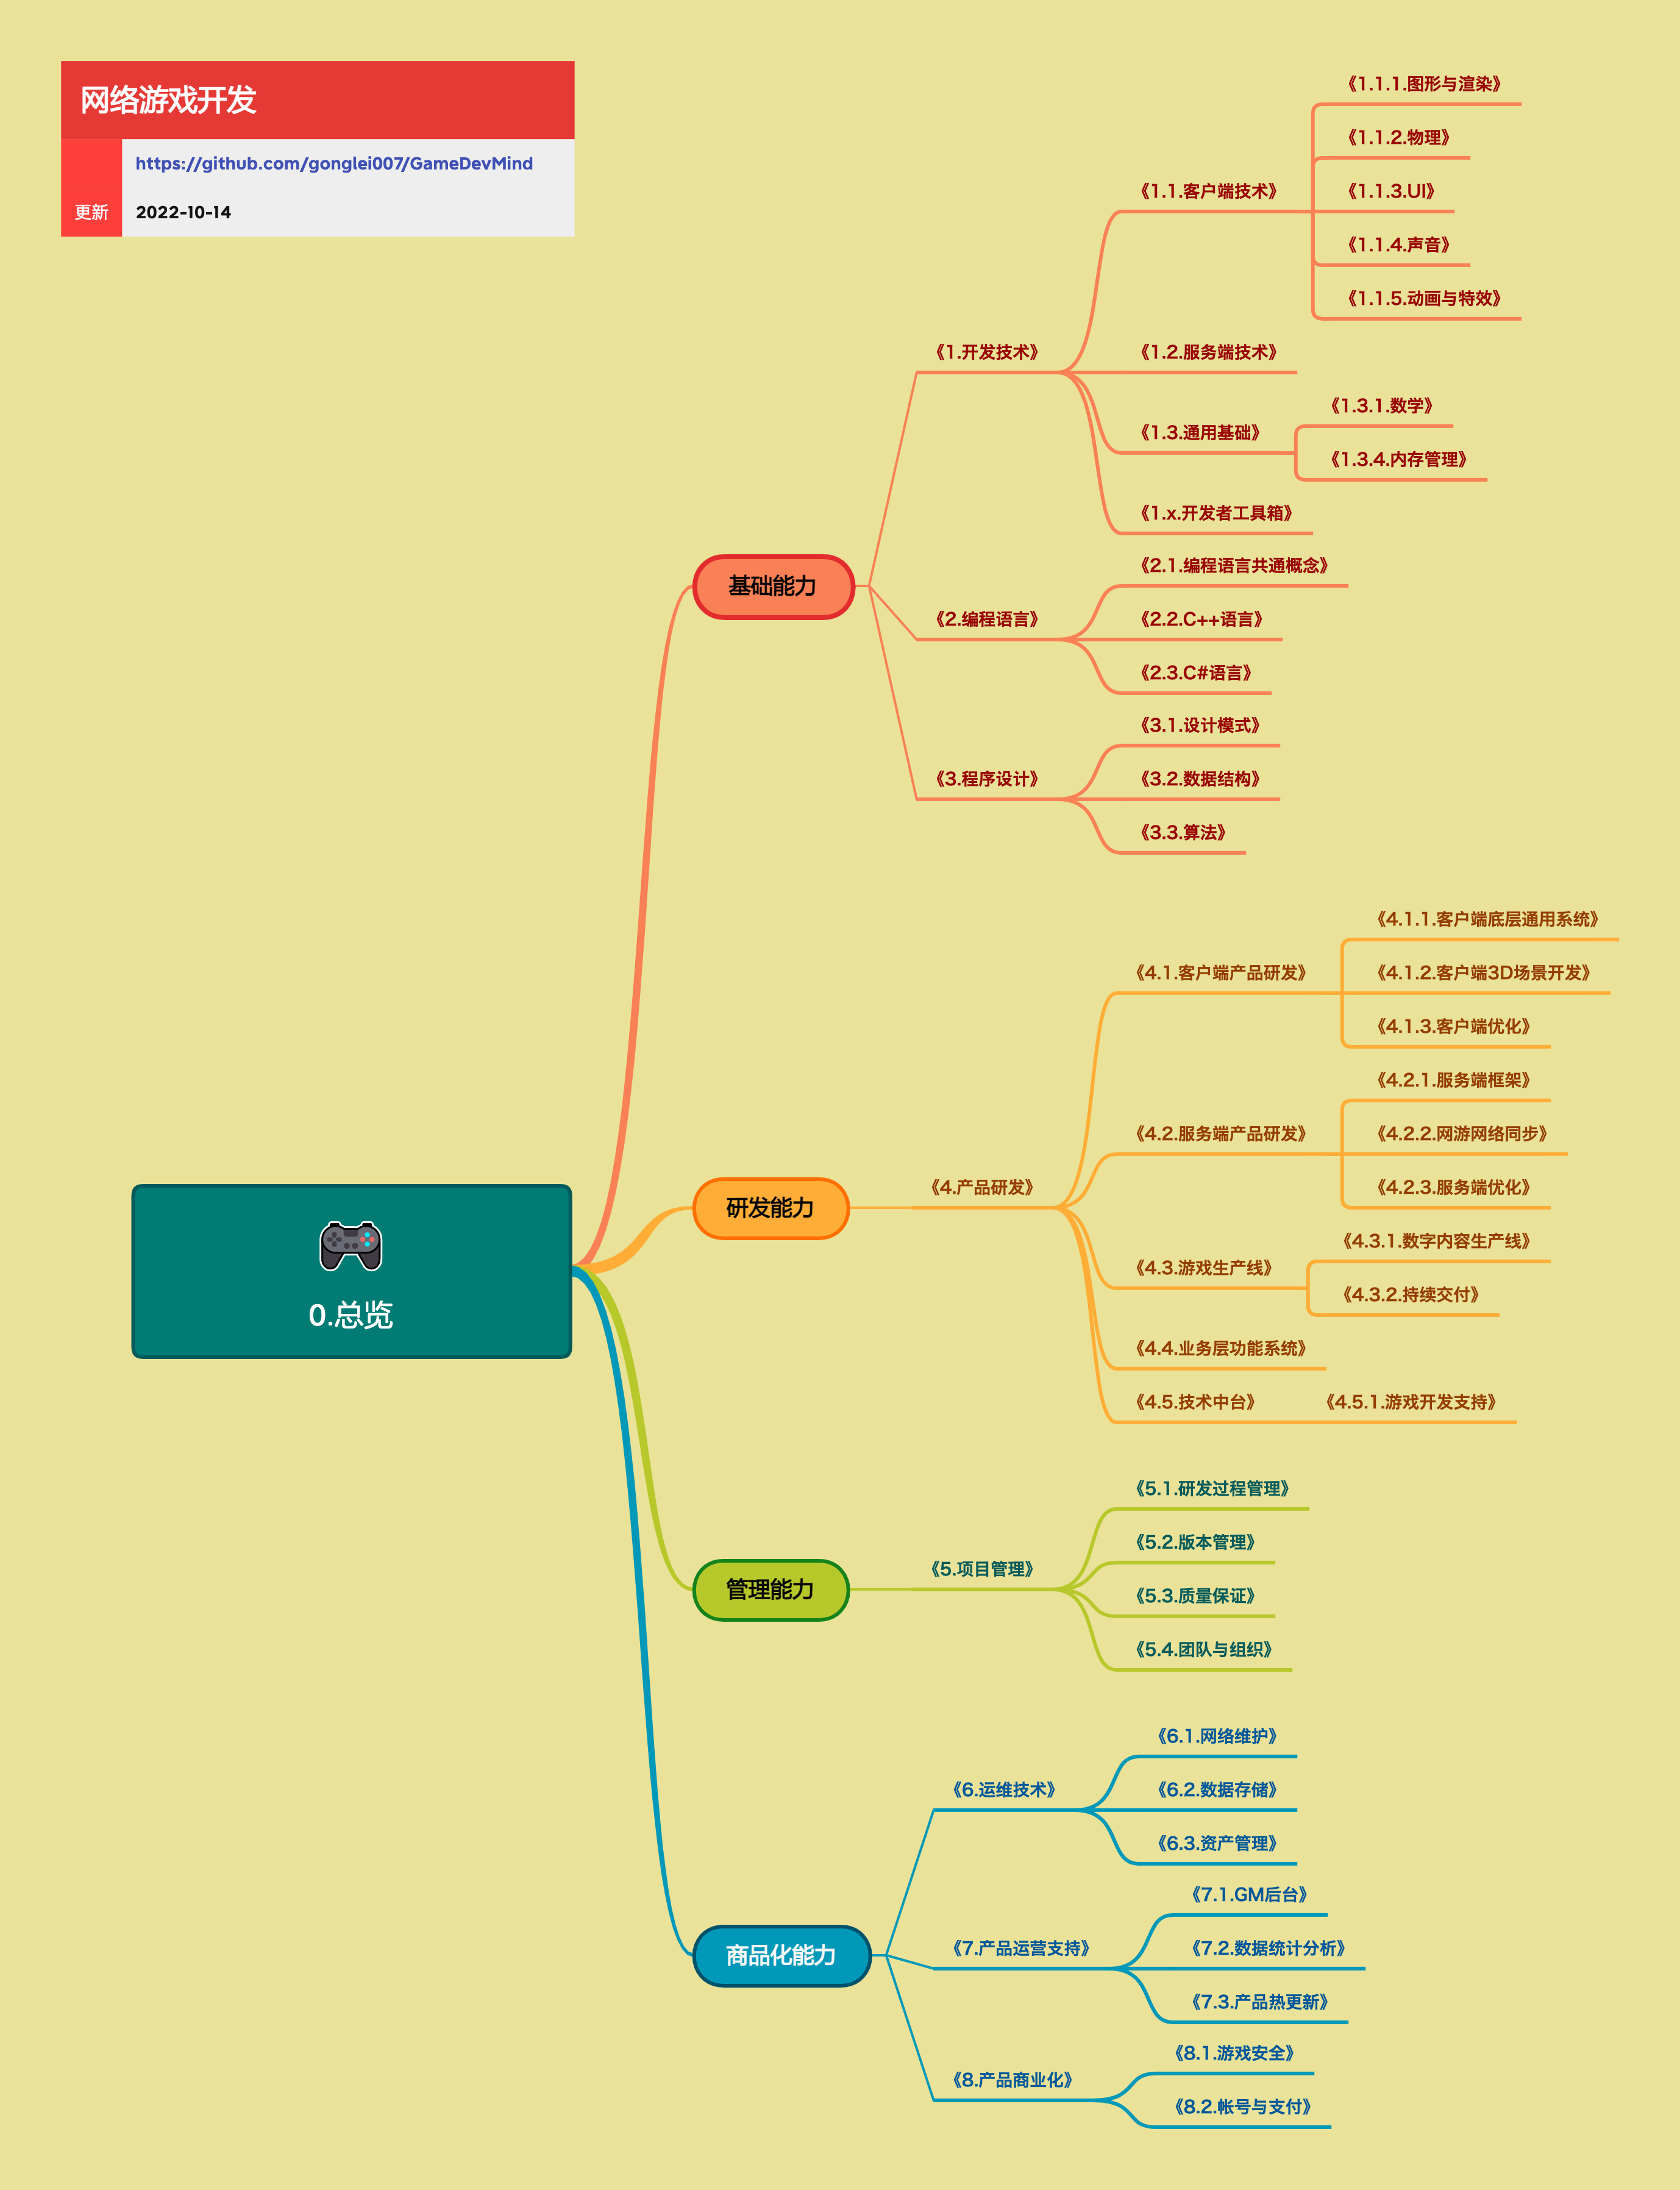 网络游戏开发
https://github.com/gonglei007/GameDevMind
更新 2022-10-14
0.总览
基础能力
《1.开发技术》
《1.1.客户端技术》
《1.1.1.图形与渲染》
《1.1.2.物理》
《1.1.3.UI》
《1.1.4.声音》
《1.1.5.动画与特效》
《1.2.服务端技术》
《1.3.通用基础》
《1.3.1.数学》
《1.3.4.内存管理》
《1.x.开发者工具箱》
《2.编程语言》
《2.1.编程语言共通概念》
《2.2.C++语言》
《2.3.C#语言》
《3.程序设计》
《3.1.设计模式》
《3.2.数据结构》
《3.3.算法》
研发能力
《4.产品研发》
《4.1.客户端产品研发》
《4.1.1.客户端底层通用系统》
《4.1.2.客户端3D场景开发》
《4.1.3.客户端优化》
《4.2.服务端产品研发》
《4.2.1.服务端框架》
《4.2.2.网游网络同步》
《4.2.3.服务端优化》
《4.3.游戏生产线》
《4.3.1.数字内容生产线》
《4.3.2.持续交付》
《4.4.业务层功能系统》
《4.5.技术中台》
《4.5.1.游戏开发支持》
管理能力
《5.项目管理》
《5.1.研发过程管理》
《5.2.版本管理》
《5.3.质量保证》
《5.4.团队与组织》
商品化能力
《6.运维技术》
《6.1.网络维护》
《6.2.数据存储》
《6.3.资产管理》
《7.产品运营支持》
《7.1.GM后台》
《7.2.数据统计分析》
《7.3.产品热更新》
《8.产品商业化》
《8.1.游戏安全》
《8.2.帐号与支付》